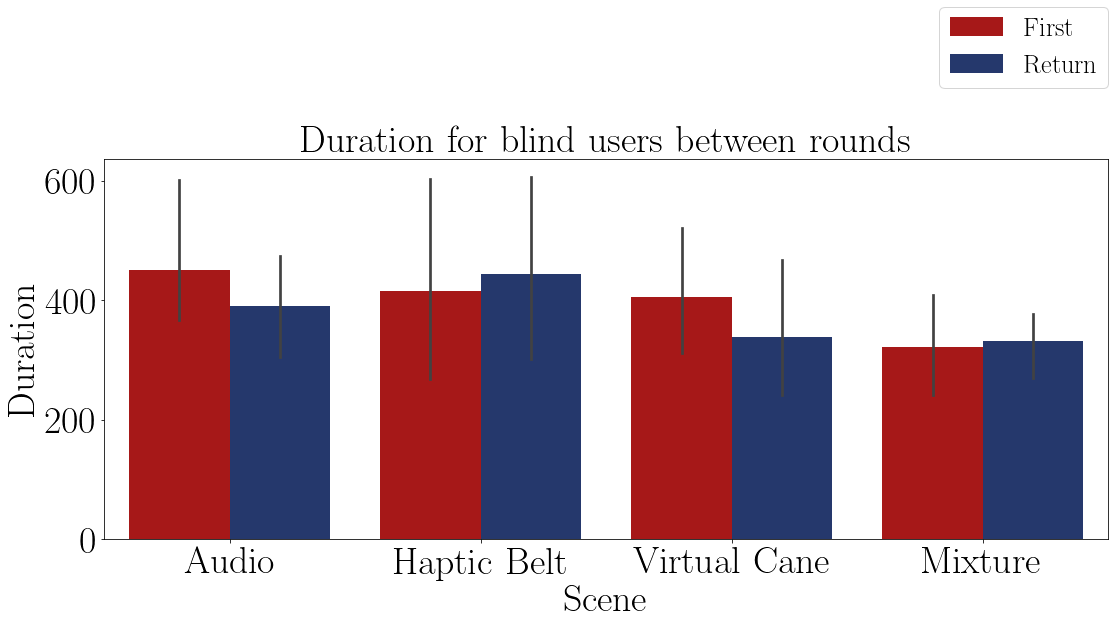 First
Return
Duration for blind users between rounds
Duration
600
400
200
0
Audio
Haptic Belt
Virtual Cane
Mixture
Scene